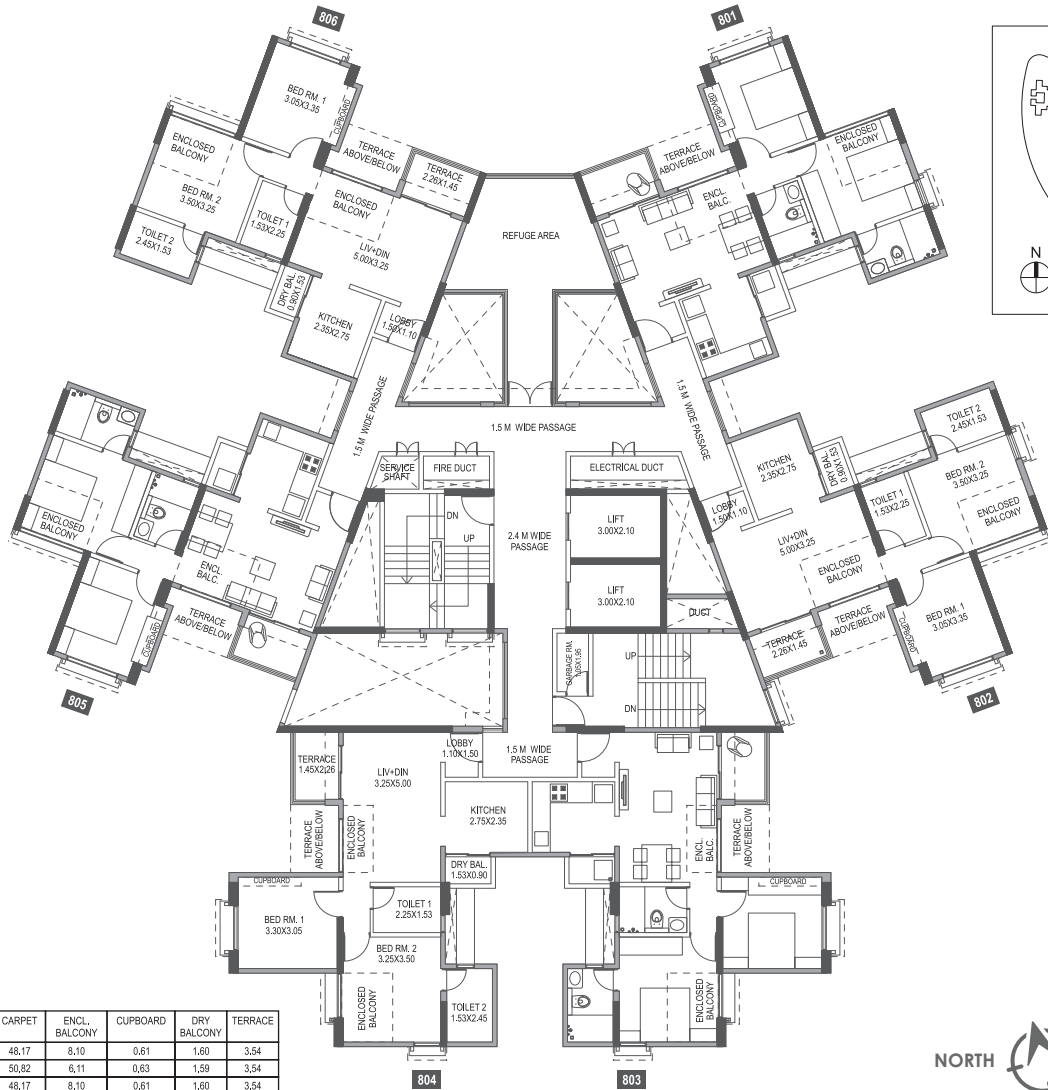 806
801
BED RM. 1
3.05X3.35
CUPBOARD
ENCLOSED
BALCONY
BED RM. 2
3.50X3.25
TOILET 2
2.45X1.53
TOILET 1
1.53X2.25
TERRACE
ABOVE/BELOW
TERRACE
2.26X1.45
ENCLOSED
BALCONY
LIV+DIN
5.00X3.25
DRY BAL
0.90X1.53
KITCHEN
2.35X2.75
LOBBY
1.50X1.10
REFUGE AREA
CUPBOARD
TERRACE
ABOVE/BELOW
ENCLOSED
BALCONY
ENCL.
BALC.
N
1.5 M WIDE PASSAGE
1.5 M WIDE PASSAGE
1.5 M WIDE PASSAGE
SERVICE
SHAFT
FIRE DUCT
ELECTRICAL DUCT
DN
UP
2.4 M WIDE
PASSAGE
LIFT
3.00X2.10
LIFT
3.00X2.10
DUCT
GARBAGE RM.
1.05X1.95
UP
DN
KITCHEN
2.35X2.75
DRY BAL
0.90X1.53
LOBBY
1.50X1.10
TOILET 2
2.45X1.53
BED RM. 2
3.50X3.25
TOILET 1
1.53X2.25
ENCLOSED
BALCONY
LIV+DIN
5.00X3.25
ENCLOSED
BALCONY
TERRACE
ABOVE/BELOW
TERRACE
2.26X1.45
CUPBOARD
BED RM. 1
3.05X3.35
802
ENCLOSED
BALCONY
ENCL.
BALC.
TERRACE
ABOVE/BELOW
CUPBOARD
805
TERRACE
1.45X2.26
LIV+DIN
3.25X5.00
LOBBY
1.10X1.50
1.5 M WIDE
PASSAGE
KITCHEN
2.75X2.35
TERRACE
ABOVE/BELOW
ENCLOSED
BALCONY
DRY BAL.
1.53X0.90
CUPBOARD
BED RM. 1
3.30X3.05
TOILET 1
2.25X1.53
BED RM. 2
3.25X3.50
ENCLOSED
BALCONY
TOILET 2
1.53X2.45
ENCL.
BALC.
TERRACE
ABOVE/BELOW
CUPBOARD
ENCLOSED
BALCONY
804
803
NORTH
CARPET ENCL. BALCONY CUPBOARD DRY BALCONY TERRACE
48.17 8.10 0.61 1.60 3.54
50.82 6.11 0.63 1.59 3.54
48.17 8.10 0.61 1.60 3.54